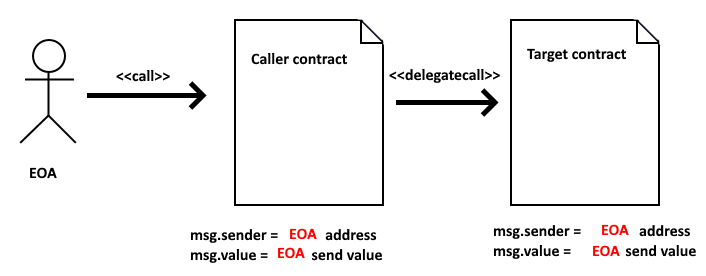 <<call>>
EOA
Caller contract
<<delegatecall>>
Target contract
msg.sender = EOA address
msg.value = EOA send value
msg.sender = EOA address
msg.value = EOA send value